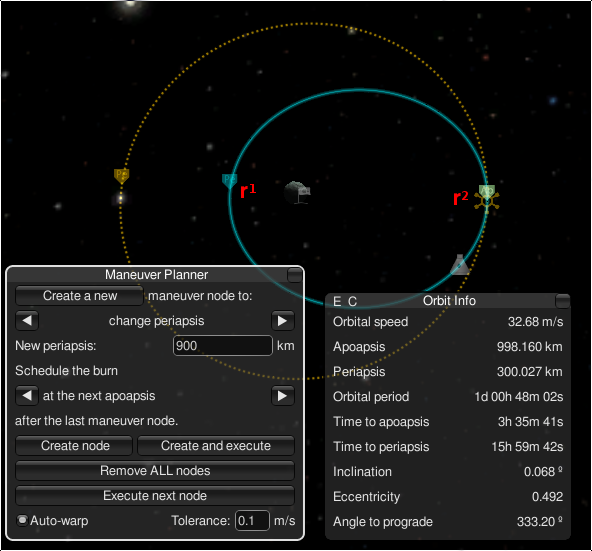 Pe
Pe
r¹
r²
Ap
Maneuver Planner
Create a new maneuver node to:
change periapsis
New periapsis: 900 km
Schedule the burn
at the next apoapsis
after the last maneuver node.
Create node Create and execute
Remove ALL nodes
Execute next node
Auto-warp Tolerance: 0.1 m/s
E C Orbit Info
Orbital speed 32.68 m/s
Apoapsis 998.160 km
Periapsis 300.027 km
Orbital period 1d 00h 48m 02s
Time to apoapsis 3h 35m 41s
Time to periapsis 15h 59m 42s
Inclination 0.068 º
Eccentricity 0.492
Angle to prograde 333.20 º